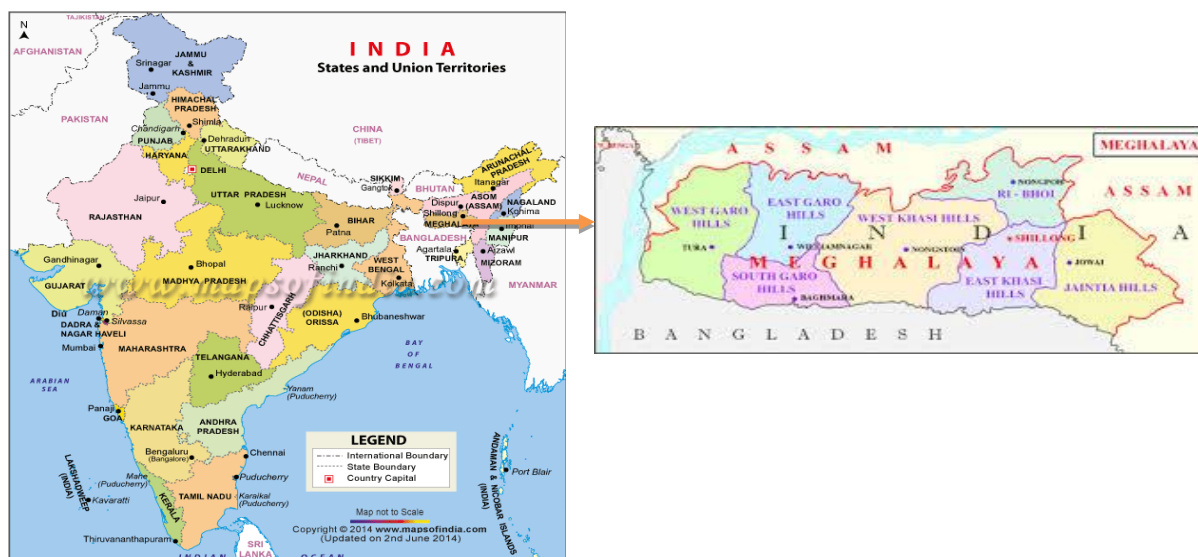 N
TAJIKISTAN
AFGHANISTAN
INDIA
States and Union Territories
JAMMU
&
KASHMIR
Srinagar
Jammu
HIMACHAL
PRADESH
Shimla
PAKISTAN
Chandigarh
PUNJAB
Dehradun
UTTARAKHAND
HARYANA
DELHI
CHINA
(TIBET)
ARUNACHAL
PRADESH
Itanagar
NEPAL
SIKKIM
Gangtok
BHUTAN
Jaipur
RAJASTHAN
UTTAR PRADESH
Lucknow
BIHAR
Patna
Dispur
ASOM
(ASSAM)
NAGALAND
Kohima
Shillong
MEGHALAYA
Imphal
MANIPUR
BANGLADESH
Agartala
TRIPURA
Aizawl
MIZORAM
Gandhinagar
GUJARAT
Bhopal
MADHYA PRADESH
JHARKHAND
Ranchi
WEST
BENGAL
Kolkata
MYANMAR
www.mapsofindia.com
Diu
Daman
Silvassa
DADRA &
NAGAR HAVELI
Raipur
CHHATTISGARH
(ODISHA)
ORISSA
Bhubaneshwar
Mumbai
MAHARASHTRA
TELANGANA
Hyderabad
BAY
OF
BENGAL
ARABIAN
SEA
Yanam
(Puducherry)
Panaji
GOA
KARNATAKA
ANDHRA
PRADESH
Bengaluru
(Bangalore)
Chennai
LEGEND
International Boundary
State Boundary
Country Capital
ANDAMAN & NICOBAR ISLANDS
(INDIA)
Port Blair
LAKSHADWEEP
(INDIA)
Kavaratti
Mahe
(Puducherry)
KERALA
TAMIL NADU
Puducherry
Karaikal
(Puducherry)
Map not to Scale
Copyright © 2014 www.mapsofindia.com
(Updated on 2nd June 2014)
Thiruvananthapuram
SRI
LANKA
INDIAN OCEAN
MEGHALAYA
ASSAM
ASSAM
NONGPOH
RI - BHOI
WEST GARO
HILLS
EAST GARO
HILLS
WEST KHASI HILLS
INDIA
TURA
WILLIAMNAGAR
NONGSTOIN
SHILLONG
MEGHALAYA
JOWAI
SOUTH GARO
HILLS
BAGHMARA
EAST KHASI
HILLS
JAINTIA HILLS
BANGLADESH